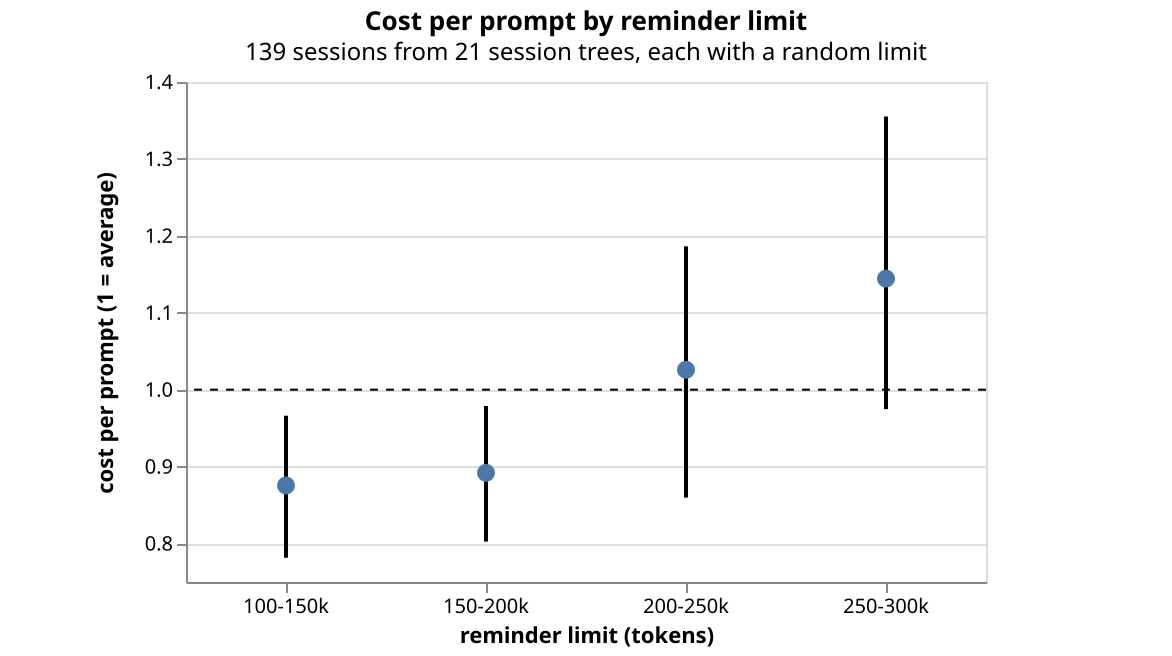 Cost per prompt by reminder limit
139 sessions from 21 session trees, each with a random limit
cost per prompt (1 = average)
1.4
1.3
1.2
1.1
1.0
0.9
0.8
100-150k
150-200k
200-250k
250-300k
reminder limit (tokens)